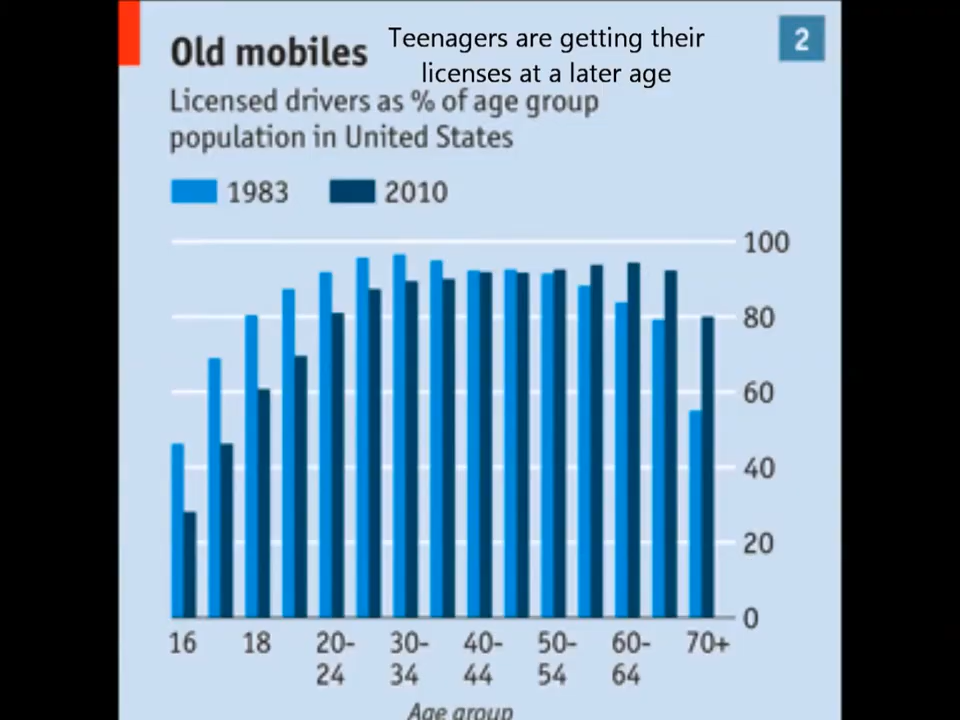 Old mobiles
Teenagers are getting their
licenses at a later age
2
Licensed drivers as % of age group
population in United States
1983 2010
100
80
60
40
20
0
16 18 20- 30- 40- 50- 60- 70+
24 34 44 54 64
Age group